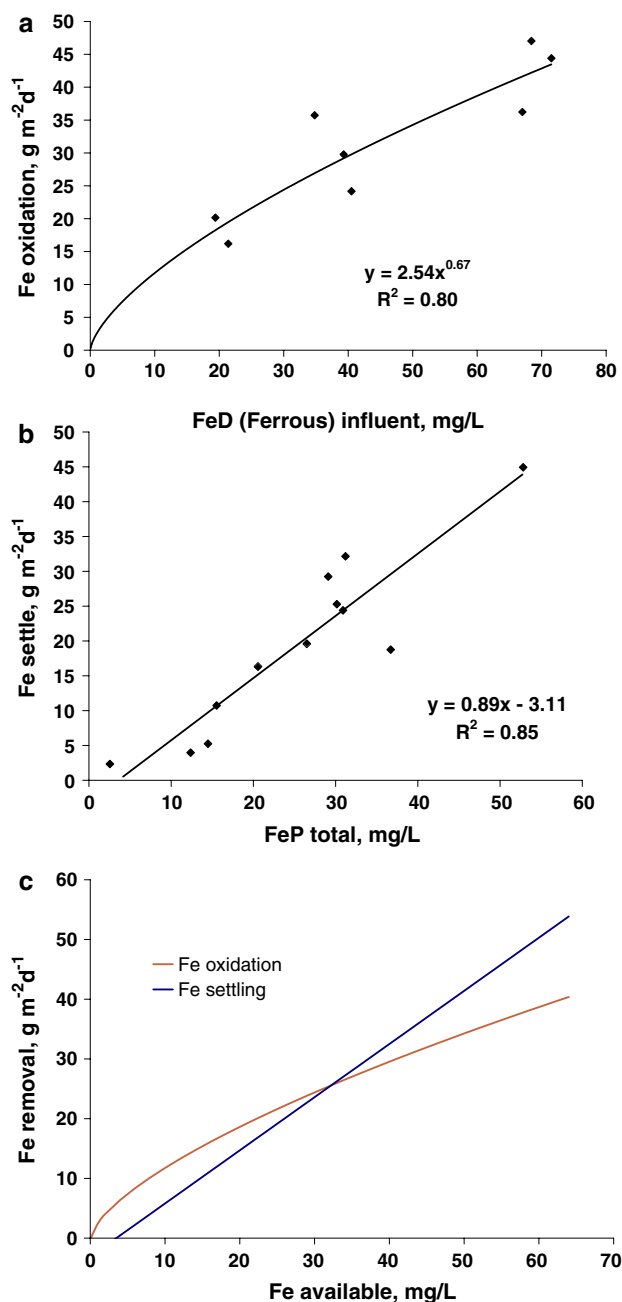 a
50
45
40
35
30
25
20
15
10
5
0
Fe oxidation, g m⁻²d⁻¹
y = 2.54x^0.67
R² = 0.80
0 10 20 30 40 50 60 70 80
FeD (Ferrous) influent, mg/L
b
50
45
40
35
30
25
20
15
10
5
0
Fe settle, g m⁻²d⁻¹
y = 0.89x - 3.11
R² = 0.85
0 10 20 30 40 50 60
FeP total, mg/L
c
60
50
40
30
20
10
0
Fe removal, g m⁻²d⁻¹
Fe oxidation
Fe settling
0 10 20 30 40 50 60 70
Fe available, mg/L